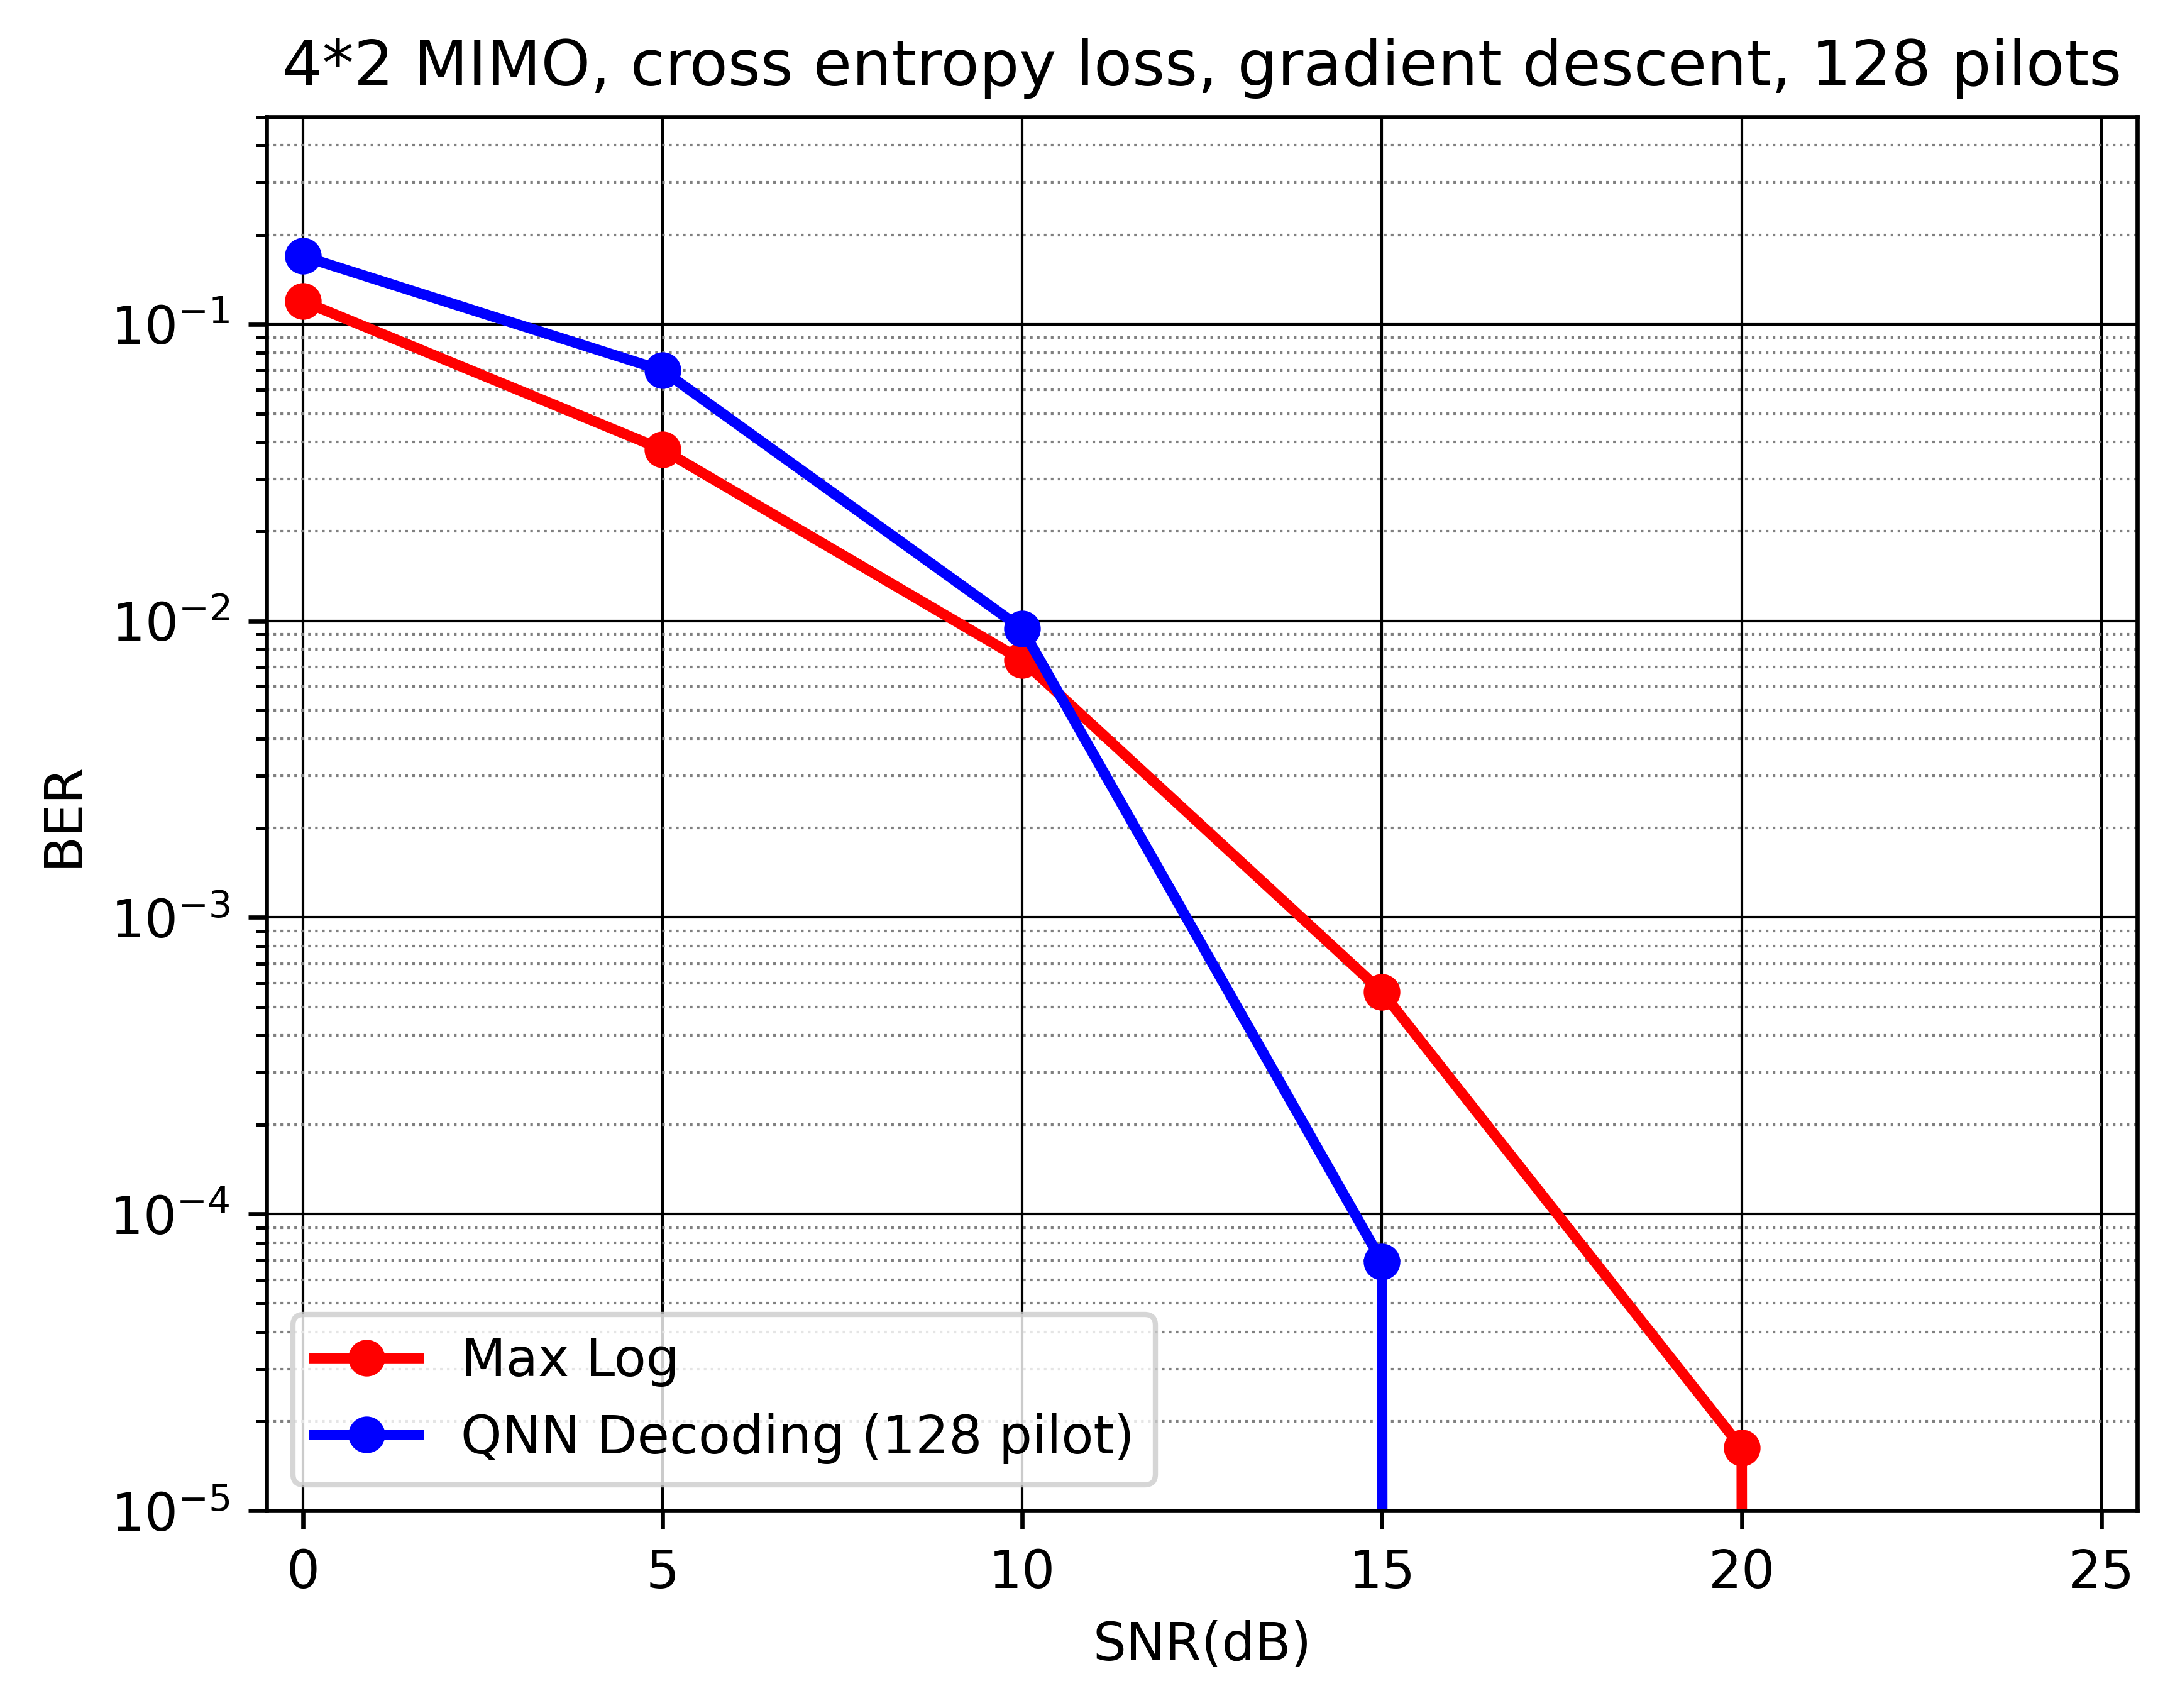 4*2 MIMO, cross entropy loss, gradient descent, 128 pilots
BER
10⁻¹
10⁻²
10⁻³
10⁻⁴
10⁻⁵
Max Log
QNN Decoding (128 pilot)
0 5 10 15 20 25
SNR(dB)